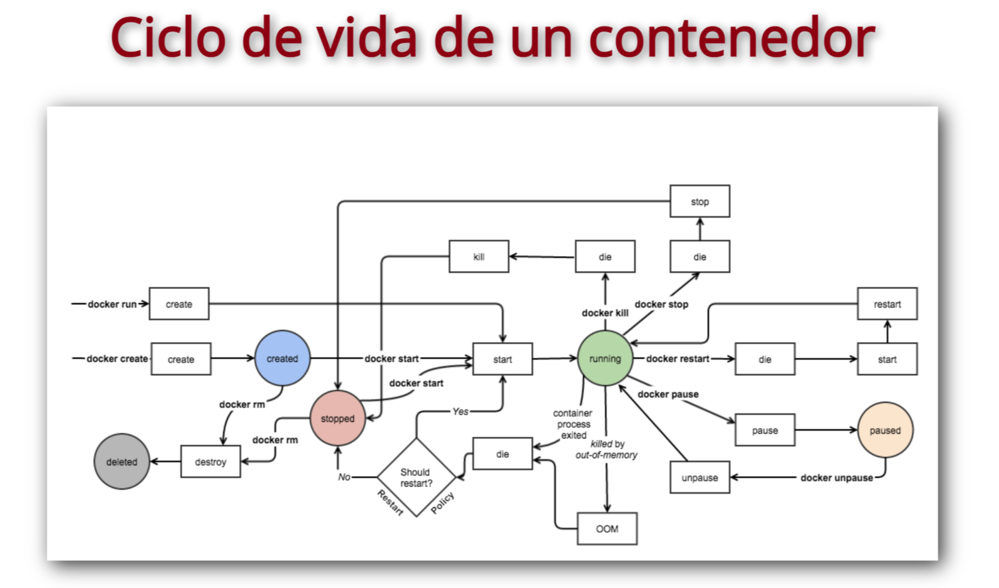 Ciclo de vida de un contenedor
stop
kill
die
die
docker run
create
docker kill
docker stop
restart
docker create
create
created
docker start
start
running
docker restart
die
start
docker start
docker pause
docker rm
stopped
Yes
container
process
exited
pause
paused
docker rm
killed by
out-of-memory
deleted
destroy
die
No
Should
restart?
Restart
Policy
unpause
docker unpause
OOM